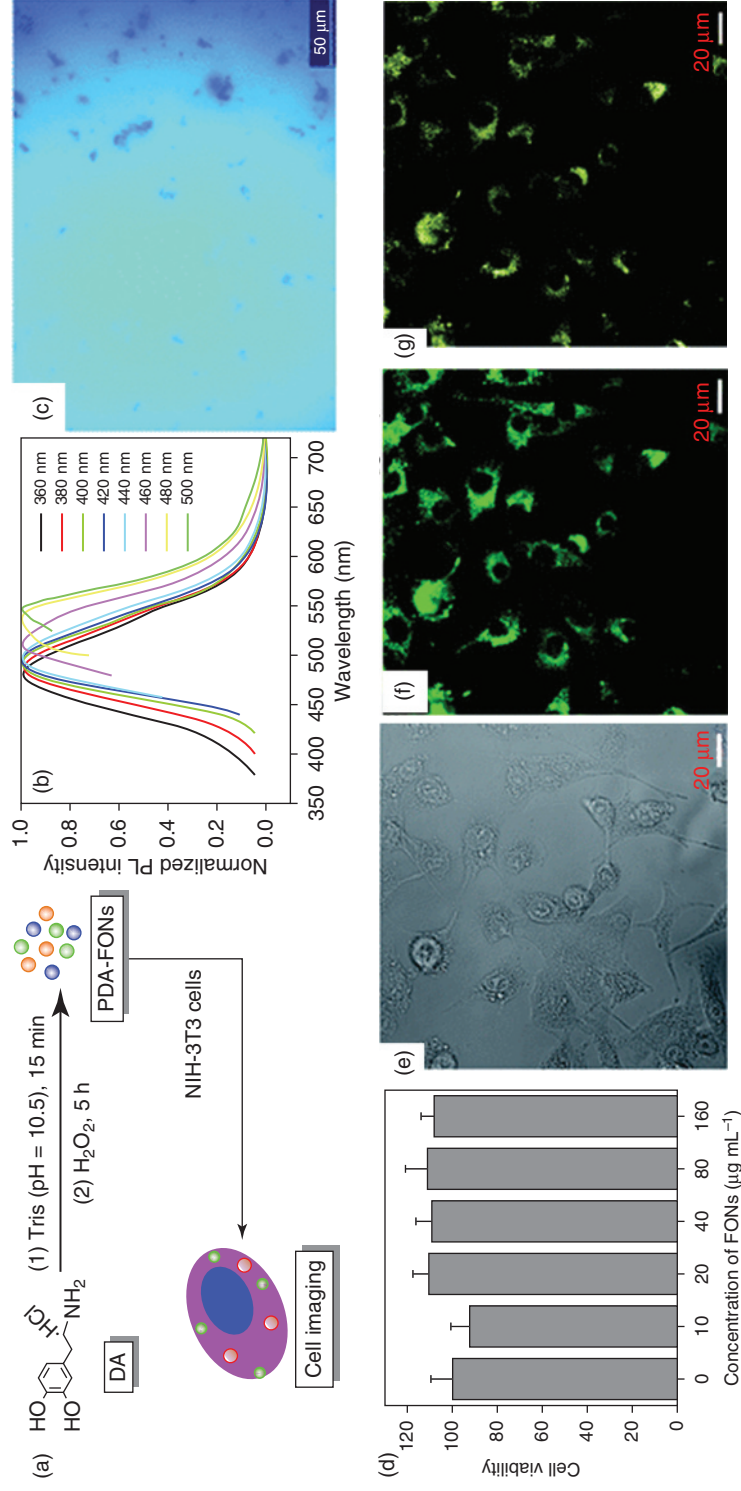 (a)
HO
HO
·HCl
NH₂
DA
(1) Tris (pH = 10.5), 15 min
(2) H₂O₂, 5 h
PDA-FONs
NIH-3T3 cells
Cell imaging
(b)
Normalized PL intensity
1.0
0.8
0.6
0.4
0.2
0.0
350 400 450 500 550 600 650 700
Wavelength (nm)
360 nm
380 nm
400 nm
420 nm
440 nm
460 nm
480 nm
500 nm
(c)
50 μm
(d)
Cell viability
120
100
80
60
40
20
0
0 10 20 40 80 160
Concentration of FONs (μg mL⁻¹)
(e)
20 μm
(f)
20 μm
(g)
20 μm